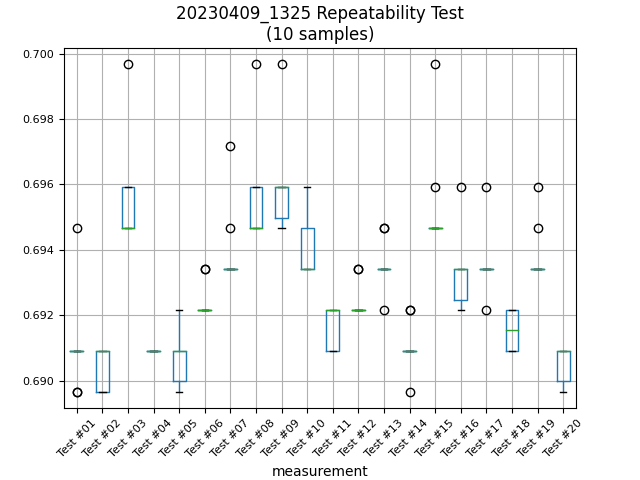 20230409_1325 Repeatability Test
(10 samples)
0.700
0.698
0.696
0.694
0.692
0.690
Test #01
Test #02
Test #03
Test #04
Test #05
Test #06
Test #07
Test #08
Test #09
Test #10
Test #11
Test #12
Test #13
Test #14
Test #15
Test #16
Test #17
Test #18
Test #19
Test #20
measurement